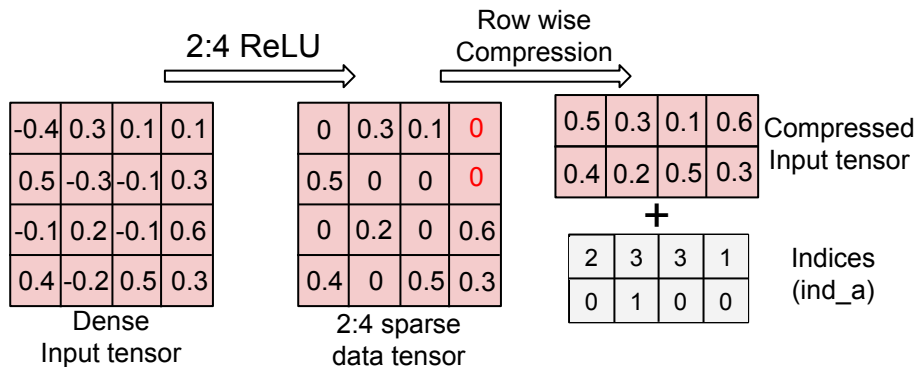 2:4 ReLU
Row wise
Compression
-0.4 0.3 0.1 0.1
0.5 -0.3 -0.1 0.3
-0.1 0.2 -0.1 0.6
0.4 -0.2 0.5 0.3
Dense
Input tensor
0 0.3 0.1 0
0.5 0 0 0
0 0.2 0 0.6
0.4 0 0.5 0.3
2:4 sparse
data tensor
0.5 0.3 0.1 0.6
0.4 0.2 0.5 0.3
Compressed
Input tensor
+
2 3 3 1
0 1 0 0
Indices
(ind_a)